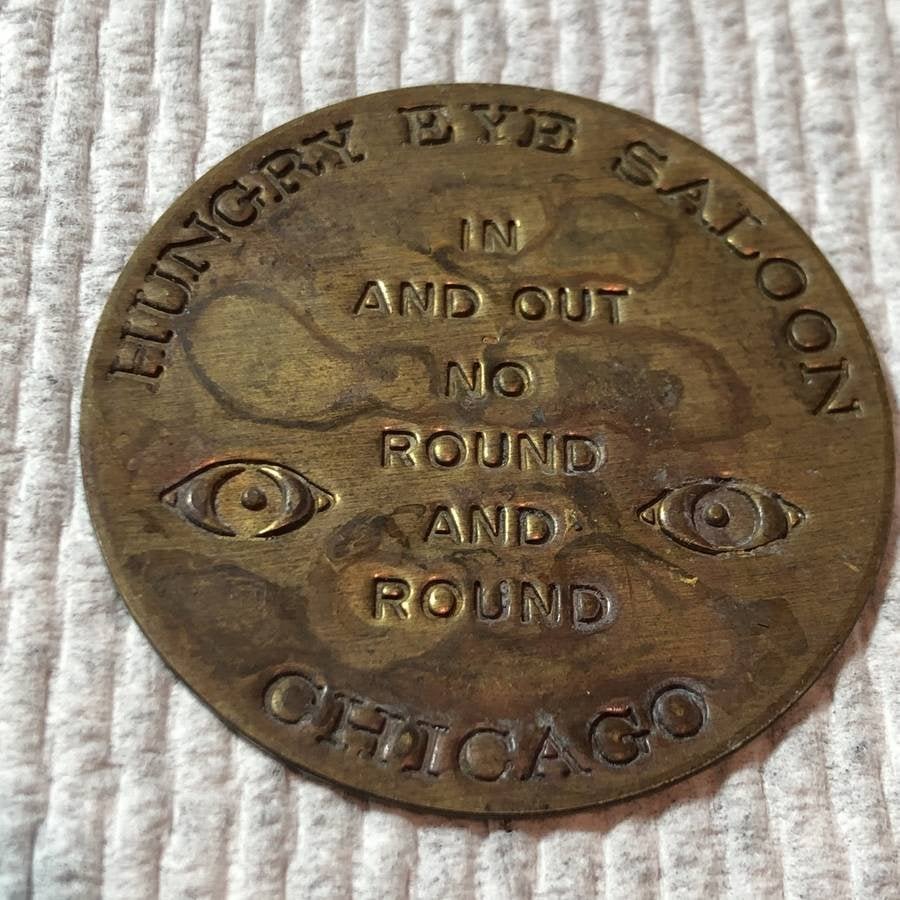 HUNGRY EYE SALOON
IN
AND OUT
NO
ROUND
AND
ROUND
CHICAGO